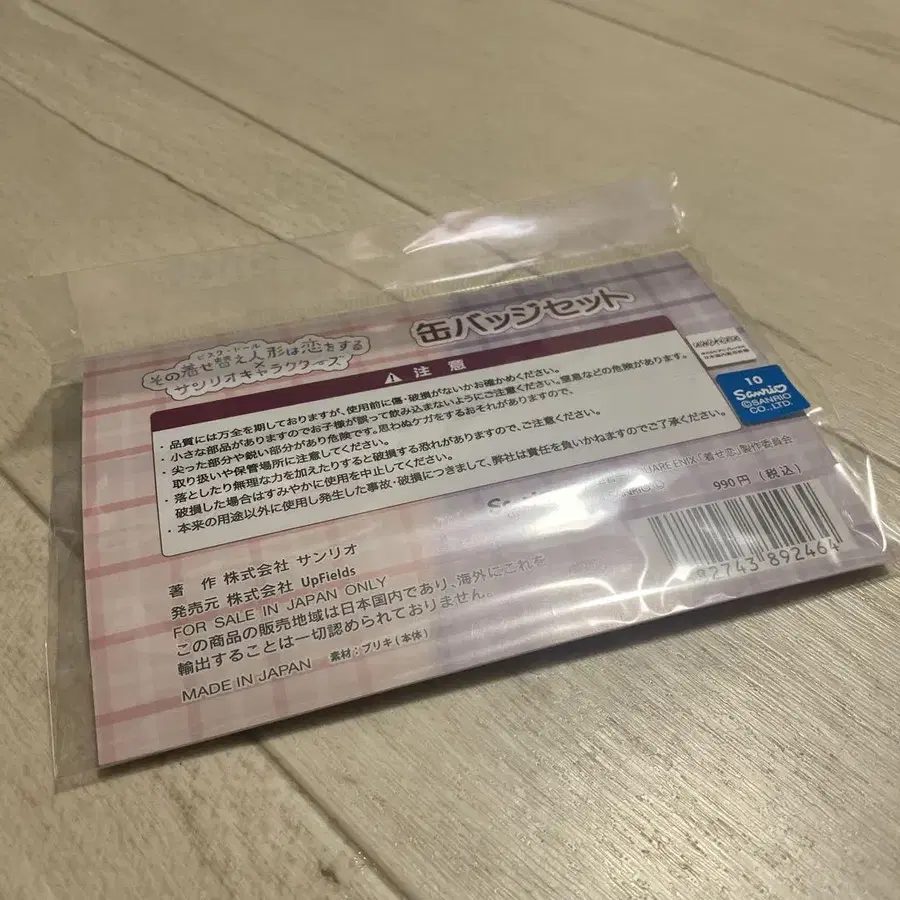 缶バッジセット
ビスク・ドール
その着せ替え人形は恋をする
×
サンリオキャラクターズ
注 意
・品質には万全を期しておりますが、使用前に傷・破損がないかお確かめください。
・小さな部品がありますのでお子様が誤って飲み込まないようにご注意ください。窒息などの危険があります。
・尖った部分や鋭い部分があり危険です。思わぬケガをするおそれがありますので、
取り扱いや保管場所に注意してください。
・落としたり無理な力を加えたりすると破損する恐れがありますので、ご注意ください。
破損した場合はすみやかに使用を中止してください。
・本来の用途以外に使用し発生した事故・破損につきまして、弊社は責任を負いかねますのでご了承ください。
日本国内販売専用
10
Sanrio
©SANRIO
CO., LTD.
SQUARE ENIX・「着せ恋」製作委員会
990円（税込）
82743 892464
著 作 株式会社 サンリオ
発売元 株式会社 UpFields
FOR SALE IN JAPAN ONLY
この商品の販売地域は日本国内であり、海外にこれを
輸出することは一切認められておりません。
MADE IN JAPAN 素材：ブリキ(本体)